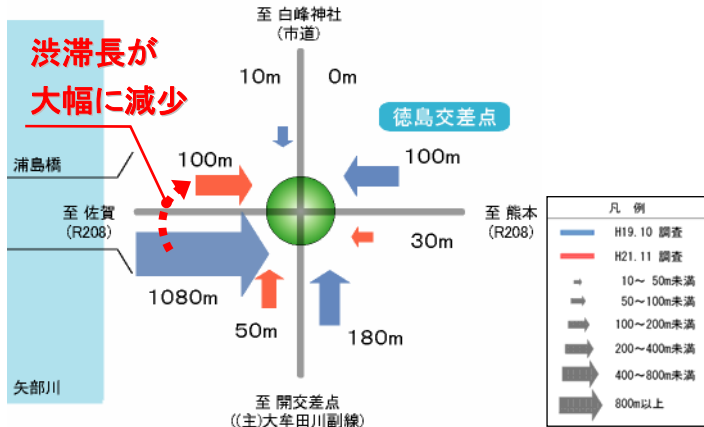 至 白峰神社
(市道)
渋滞長が
大幅に減少
10m
0m
徳島交差点
浦島橋
100m
100m
至 佐賀
(R208)
至 熊本
(R208)
30m
1080m
50m
180m
矢部川
至 開交差点
((主)大牟田川副線)
凡 例
H19.10 調査
H21.11 調査
10～ 50m未満
50～100m未満
100～200m未満
200～400m未満
400～800m未満
800m以上